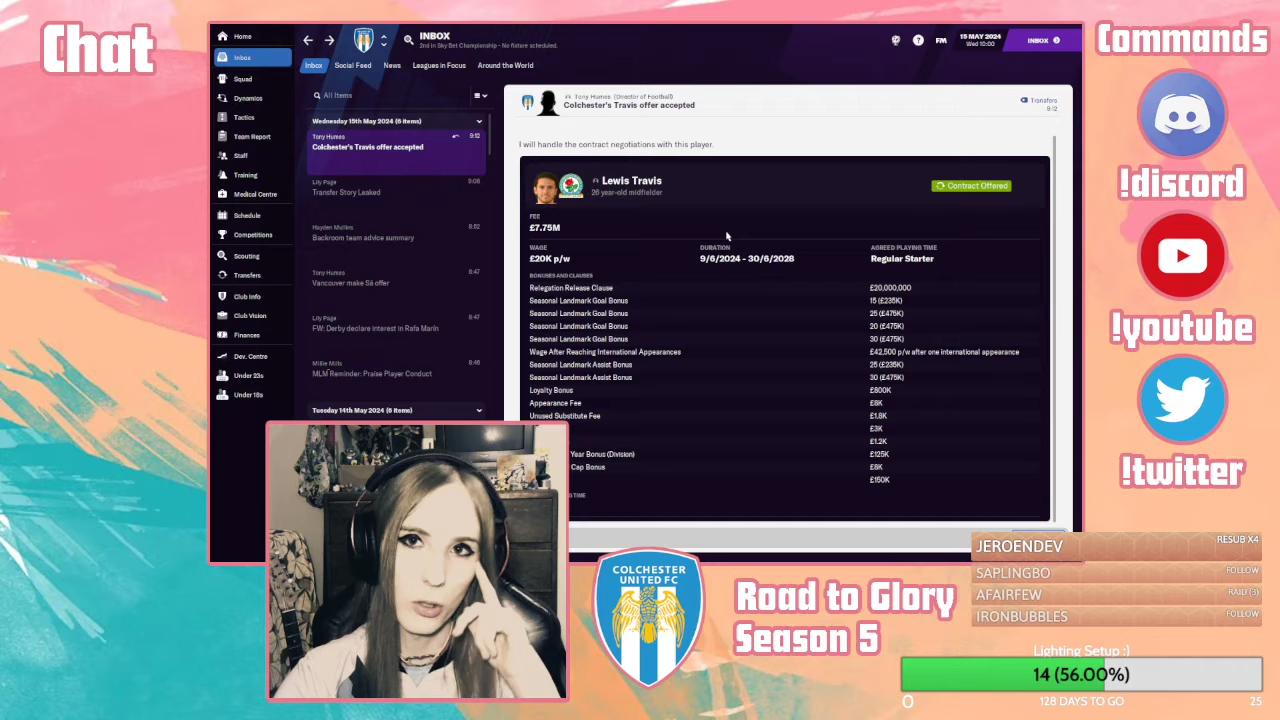 Chat
Commands
Home
Inbox
Squad
Dynamics
Tactics
Team Report
Staff
Training
Medical Centre
Schedule
Competitions
Scouting
Transfers
Club Info
Club Vision
Finances
Dev. Centre
Under 23s
Under 18s
INBOX
2nd in Sky Bet Championship - No fixture scheduled.
FM
15 MAY 2024
Wed 10:00
INBOX
Inbox
Social Feed
News
Leagues in Focus
Around the World
All Items
Wednesday 15th May 2024 (6 items)
Tony Humes
9:12
Colchester's Travis offer accepted
Lily Page
9:08
Transfer Story Leaked
Hayden Mullins
8:52
Backroom team advice summary
Tony Humes
8:47
Vancouver make Sá offer
Lily Page
8:47
FW: Derby declare interest in Rafa Marín
Millie Mills
8:46
MLM Reminder: Praise Player Conduct
Tuesday 14th May 2024 (6 items)
Tony Humes (Director of Football)
Colchester's Travis offer accepted
Transfers
9:12
I will handle the contract negotiations with this player.
Lewis Travis
26 year-old midfielder
Contract Offered
FEE
£7.75M
WAGE
£20K p/w
DURATION
9/6/2024 - 30/6/2028
AGREED PLAYING TIME
Regular Starter
BONUSES AND CLAUSES
Relegation Release Clause £20,000,000
Seasonal Landmark Goal Bonus 15 (£235K)
Seasonal Landmark Goal Bonus 25 (£475K)
Seasonal Landmark Goal Bonus 20 (£475K)
Seasonal Landmark Goal Bonus 30 (£475K)
Wage After Reaching International Appearances £42,500 p/w after one international appearance
Seasonal Landmark Assist Bonus 25 (£235K)
Seasonal Landmark Assist Bonus 30 (£475K)
Loyalty Bonus £800K
Appearance Fee £8K
Unused Substitute Fee £1.8K
£3K
£1.2K
Year Bonus (Division) £125K
Cap Bonus £8K
£150K
NG TIME
!discord
!youtube
!twitter
COLCHESTER
UNITED FC
Road to Glory
Season 5
JEROENDEV RESUB X4
SAPLINGBO FOLLOW
AFAIRFEW RAID (3)
IRONBUBBLES FOLLOW
Lighting Setup :)
14 (56.00%)
0
128 DAYS TO GO
25